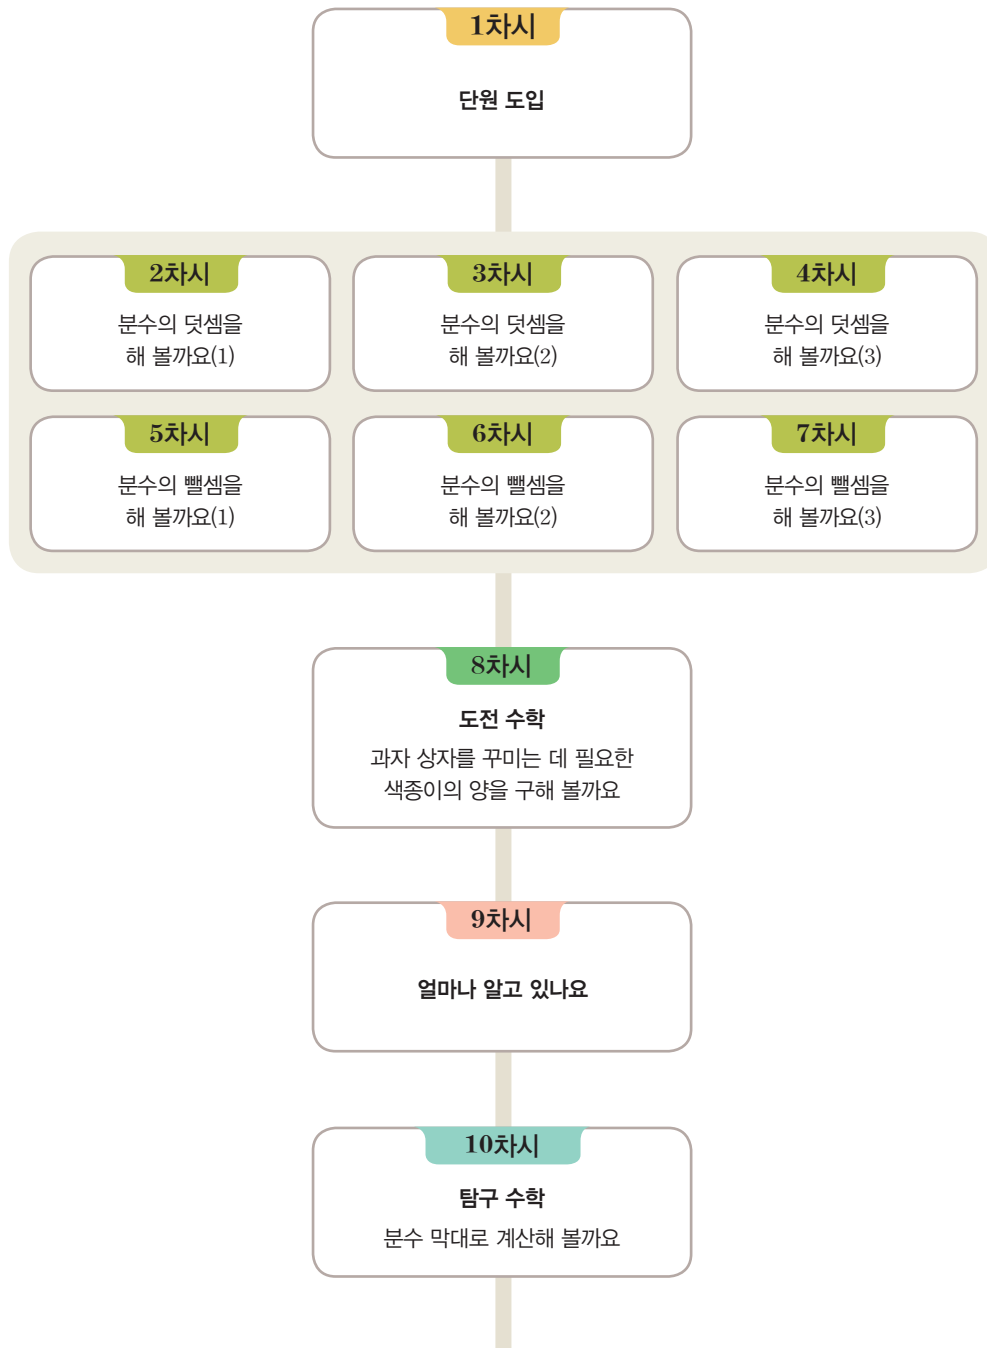 1차시
단원 도입
2차시
분수의 덧셈을
해 볼까요(1)
3차시
분수의 덧셈을
해 볼까요(2)
4차시
분수의 덧셈을
해 볼까요(3)
5차시
분수의 뺄셈을
해 볼까요(1)
6차시
분수의 뺄셈을
해 볼까요(2)
7차시
분수의 뺄셈을
해 볼까요(3)
8차시
도전 수학
과자 상자를 꾸미는 데 필요한
색종이의 양을 구해 볼까요
9차시
얼마나 알고 있나요
10차시
탐구 수학
분수 막대로 계산해 볼까요